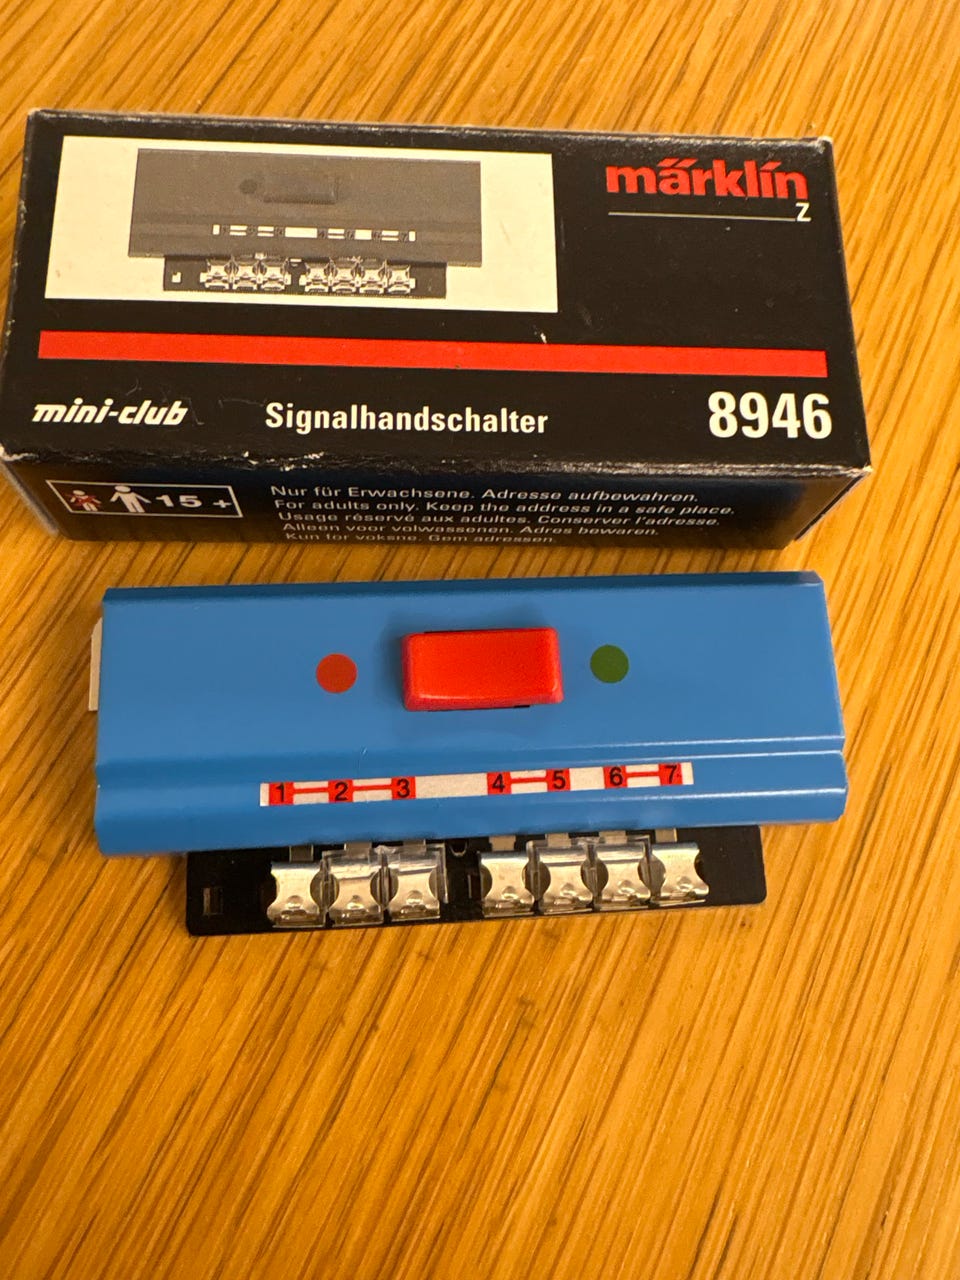 märklin
Z
mini-club Signalhandschalter 8946
15 +
Nur für Erwachsene. Adresse aufbewahren.
For adults only. Keep the address in a safe place.
Usage réservé aux adultes. Conserver l'adresse.
Alleen voor volwassenen. Adres bewaren.
Kun for voksne. Gem adressen.
1 2 3 4 5 6 7